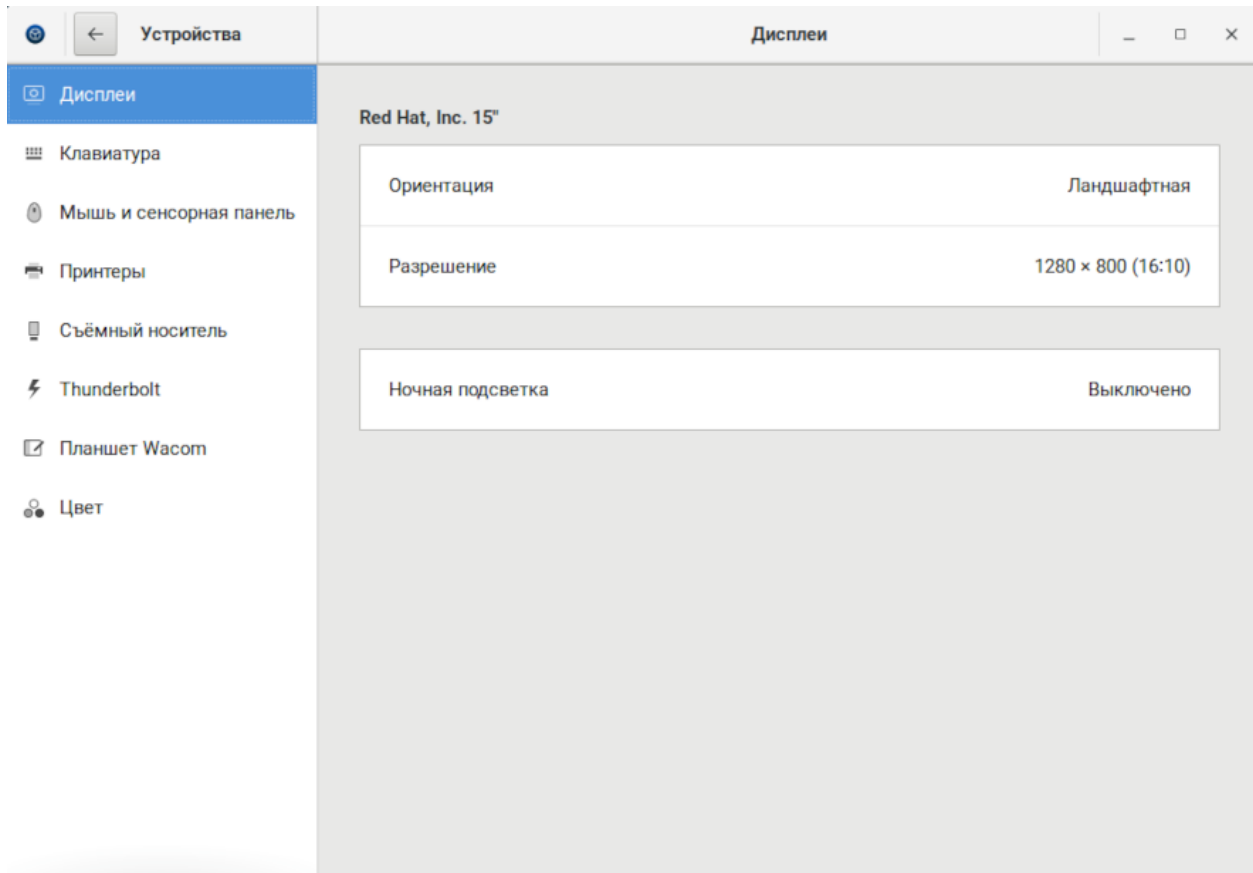 Устройства
Дисплеи
Дисплеи
Клавиатура
Мышь и сенсорная панель
Принтеры
Съёмный носитель
Thunderbolt
Планшет Wacom
Цвет
Red Hat, Inc. 15"
Ориентация Ландшафтная
Разрешение 1280 × 800 (16:10)
Ночная подсветка Выключено